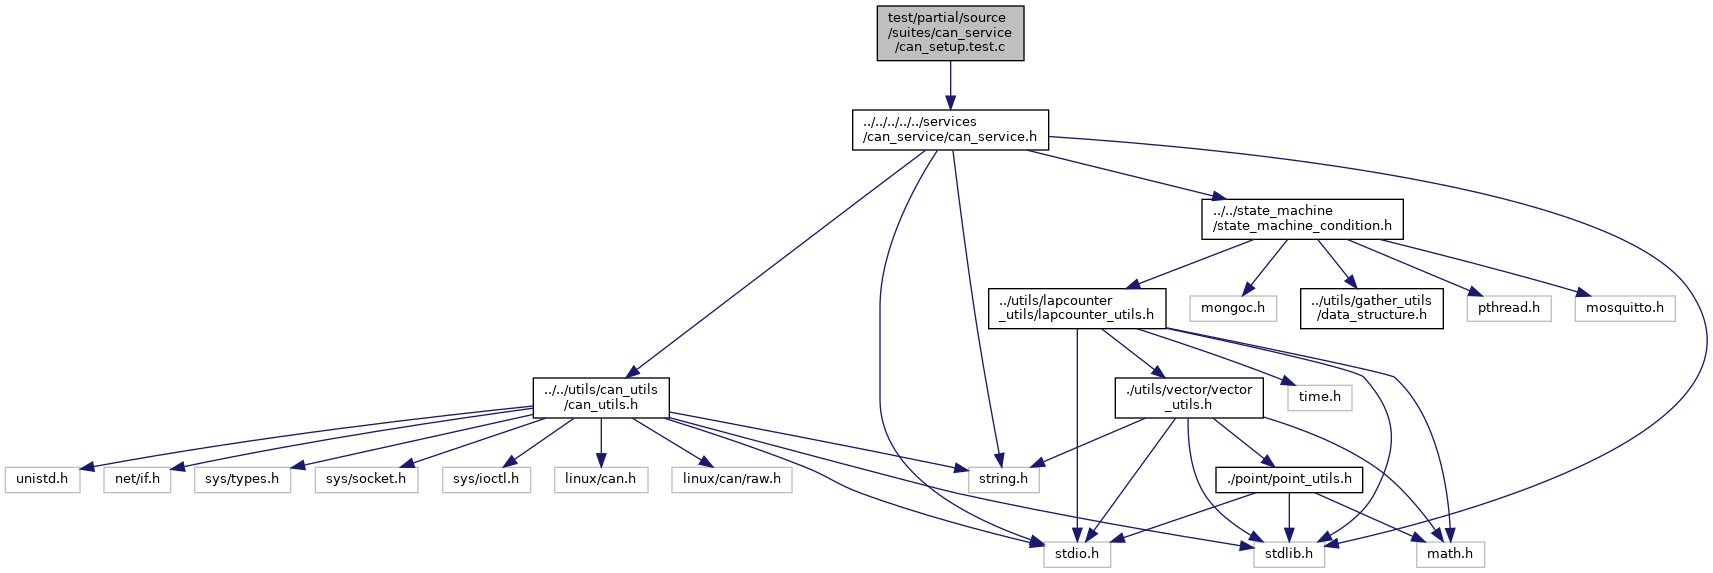 test/partial/source
/suites/can_service
/can_setup.test.c
../../../../../services
/can_service/can_service.h
../../state_machine
/state_machine_condition.h
../utils/lapcounter
_utils/lapcounter_utils.h
mongoc.h
../utils/gather_utils
/data_structure.h
pthread.h
mosquitto.h
../../utils/can_utils
/can_utils.h
./utils/vector/vector
_utils.h
time.h
unistd.h
net/if.h
sys/types.h
sys/socket.h
sys/ioctl.h
linux/can.h
linux/can/raw.h
string.h
./point/point_utils.h
stdio.h
stdlib.h
math.h